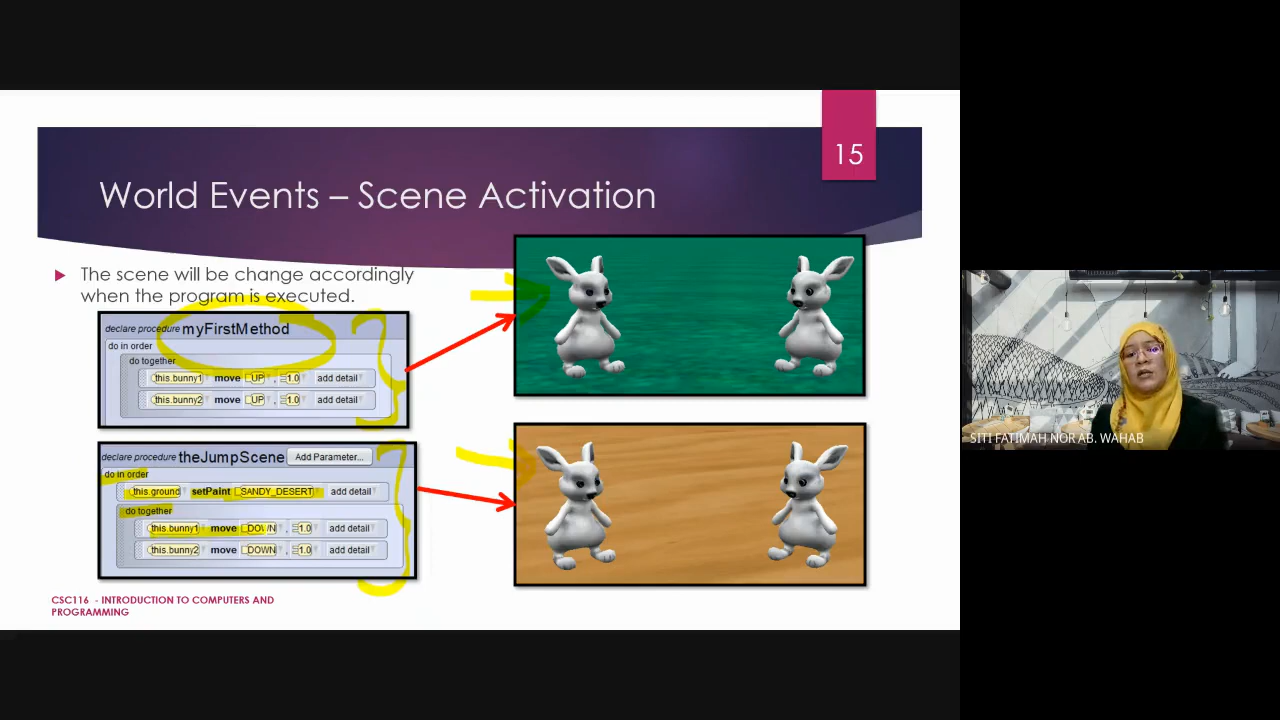 15
World Events – Scene Activation
The scene will be change accordingly
when the program is executed.
declare procedure myFirstMethod
do in order
do together
this.bunny1 move UP , 1.0 add detail
this.bunny2 move UP , 1.0 add detail
declare procedure theJumpScene Add Parameter...
do in order
this.ground setPaint SANDY_DESERT add detail
do together
this.bunny1 move DOWN , 1.0 add detail
this.bunny2 move DOWN , 1.0 add detail
CSC116 - INTRODUCTION TO COMPUTERS AND
PROGRAMMING
SITI FATIMAH NOR AB. WAHAB